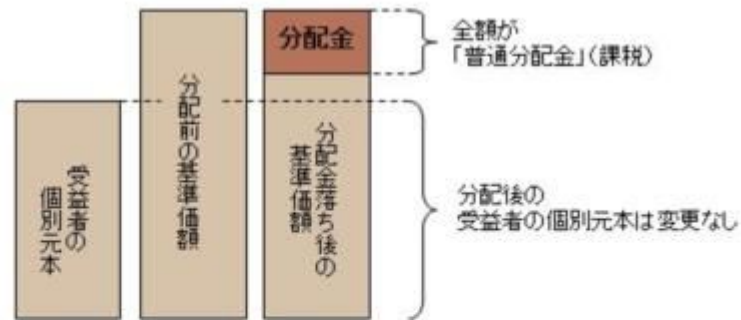 分配金
全額が
「普通分配金」(課税)
受益者の
個別元本
分配前の基準価額
分配金落ち後の
基準価額
分配後の
受益者の個別元本は変更なし